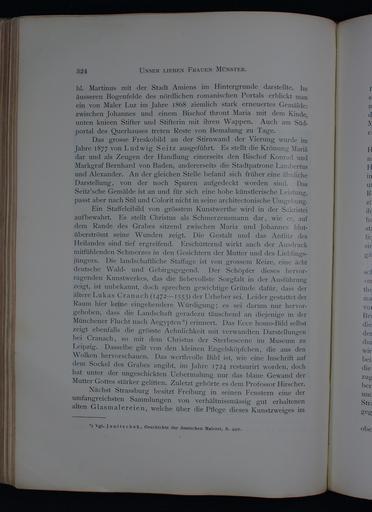 324 UNSER LIEBEN FRAUEN MÜNSTER.
hl. Martinus mit der Stadt Amiens im Hintergrunde darstellte. Im
äusseren Bogenfelde des nördlichen romanischen Portals erblickt man
ein von Maler Luz im Jahre 1868 ziemlich stark erneuertes Gemälde:
zwischen Johannes und einem Bischof thront Maria mit dem Kinde,
unten knieen Stifter und Stifterin mit ihren Wappen. Auch am Süd-
portal des Querhauses treten Reste von Bemalung zu Tage.
Das grosse Freskobild an der Stirnwand der Vierung wurde im
Jahre 1877 von Ludwig Seitz ausgeführt. Es stellt die Krönung Mariä
dar und als Zeugen der Handlung einerseits den Bischof Konrad und
Markgraf Bernhard von Baden, andererseits die Stadtpatrone Lambertus
und Alexander. An der gleichen Stelle befand sich früher eine ähnliche
Darstellung, von der noch Spuren aufgedeckt worden sind. Das
Seitz'sche Gemälde ist an und für sich eine hohe künstlerische Leistung,
passt aber nach Stil und Colorit nicht in seine architektonische Umgebung.
Ein Staffeleibild von grösstem Kunstwerthe wird in der Sakristei
aufbewahrt. Es stellt Christus als Schmerzensmann dar, wie er, auf
dem Rande des Grabes sitzend zwischen Maria und Johannes blut-
überströmt seine Wunden zeigt. Die Gestalt und das Antlitz des
Heilandes sind tief ergreifend. Erschütternd wirkt auch der Ausdruck
mitfühlenden Schmerzes in den Gesichtern der Mutter und des Lieblings-
jüngers. Die landschaftliche Staffage ist von grossem Reize, eine ächt
deutsche Wald- und Gebirgsgegend. Der Schöpfer dieses hervor-
ragenden Kunstwerkes, das die liebevollste Sorgfalt in der Ausführung
zeigt, ist unbekannt, doch sprechen gewichtige Gründe dafür, dass der
ältere Lukas Cranach (1472—1553) der Urheber sei. Leider gestattet der
Raum hier keine eingehendere Würdigung; es sei darum nur hervor-
gehoben, dass die Landschaft geradezu täuschend an diejenige in der
Münchener Flucht nach Aegypten*) erinnert. Das Ecce homo-Bild selbst
zeigt ebenfalls die grösste Aehnlichkeit mit verwandten Darstellungen
bei Cranach, so mit dem Christus der Sterbescene im Museum zu
Leipzig. Dasselbe gilt von den kleinen Engelsköpfchen, die aus den
Wolken hervorschauen. Das werthvolle Bild ist, wie eine Inschrift auf
dem Sockel des Grabes angibt, im Jahre 1724 restaurirt worden, doch
hat unter der ungeschickten Uebermalung nur das blaue Gewand der
Mutter Gottes stärker gelitten. Zuletzt gehörte es dem Professor Hirscher.
Nächst Strassburg besitzt Freiburg in seinen Fenstern eine der
umfangreichsten Sammlungen von verhältnissmässig gut erhaltenen
alten Glasmalereien, welche über die Pflege dieses Kunstzweiges im
*) Vgl. Janitschek, Geschichte der deutschen Malerei, S.